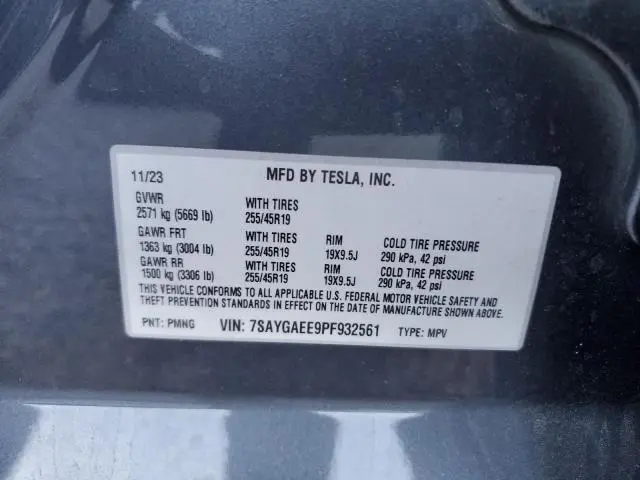 11/23 MFD BY TESLA, INC.
GVWR WITH TIRES
2571 kg (5669 lb) 255/45R19
GAWR FRT WITH TIRES RIM COLD TIRE PRESSURE
1363 kg (3004 lb) 255/45R19 19X9.5J 290 kPa, 42 psi
GAWR RR WITH TIRES RIM COLD TIRE PRESSURE
1500 kg (3306 lb) 255/45R19 19X9.5J 290 kPa, 42 psi
THIS VEHICLE CONFORMS TO ALL APPLICABLE U.S. FEDERAL MOTOR VEHICLE SAFETY AND
THEFT PREVENTION STANDARDS IN EFFECT ON THE DATE OF MANUFACTURE SHOWN ABOVE.
PNT: PMNG VIN: 7SAYGAEE9PF932561 TYPE: MPV